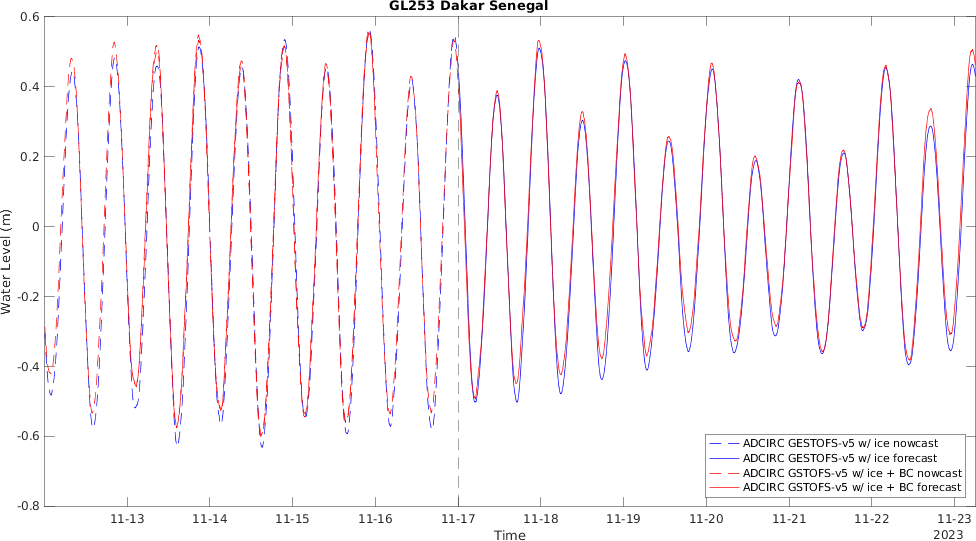 GL253 Dakar Senegal
0.6
0.4
0.2
0
-0.2
-0.4
-0.6
-0.8
Water Level (m)
11-13 11-14 11-15 11-16 11-17 11-18 11-19 11-20 11-21 11-22 11-23
2023
Time
ADCIRC GESTOFS-v5 w/ ice nowcast
ADCIRC GESTOFS-v5 w/ ice forecast
ADCIRC GSTOFS-v5 w/ ice + BC nowcast
ADCIRC GSTOFS-v5 w/ ice + BC forecast